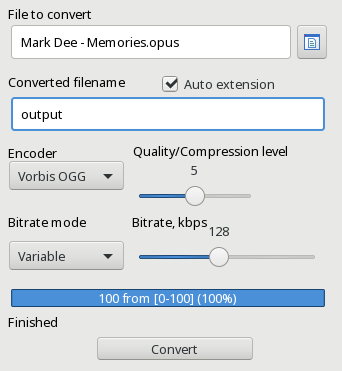 File to convert
Mark Dee - Memories.opus
Converted filename
Auto extension
output
Encoder
Quality/Compression level
Vorbis OGG
5
Bitrate mode
Bitrate, kbps
128
Variable
100 from [0-100] (100%)
Finished
Convert